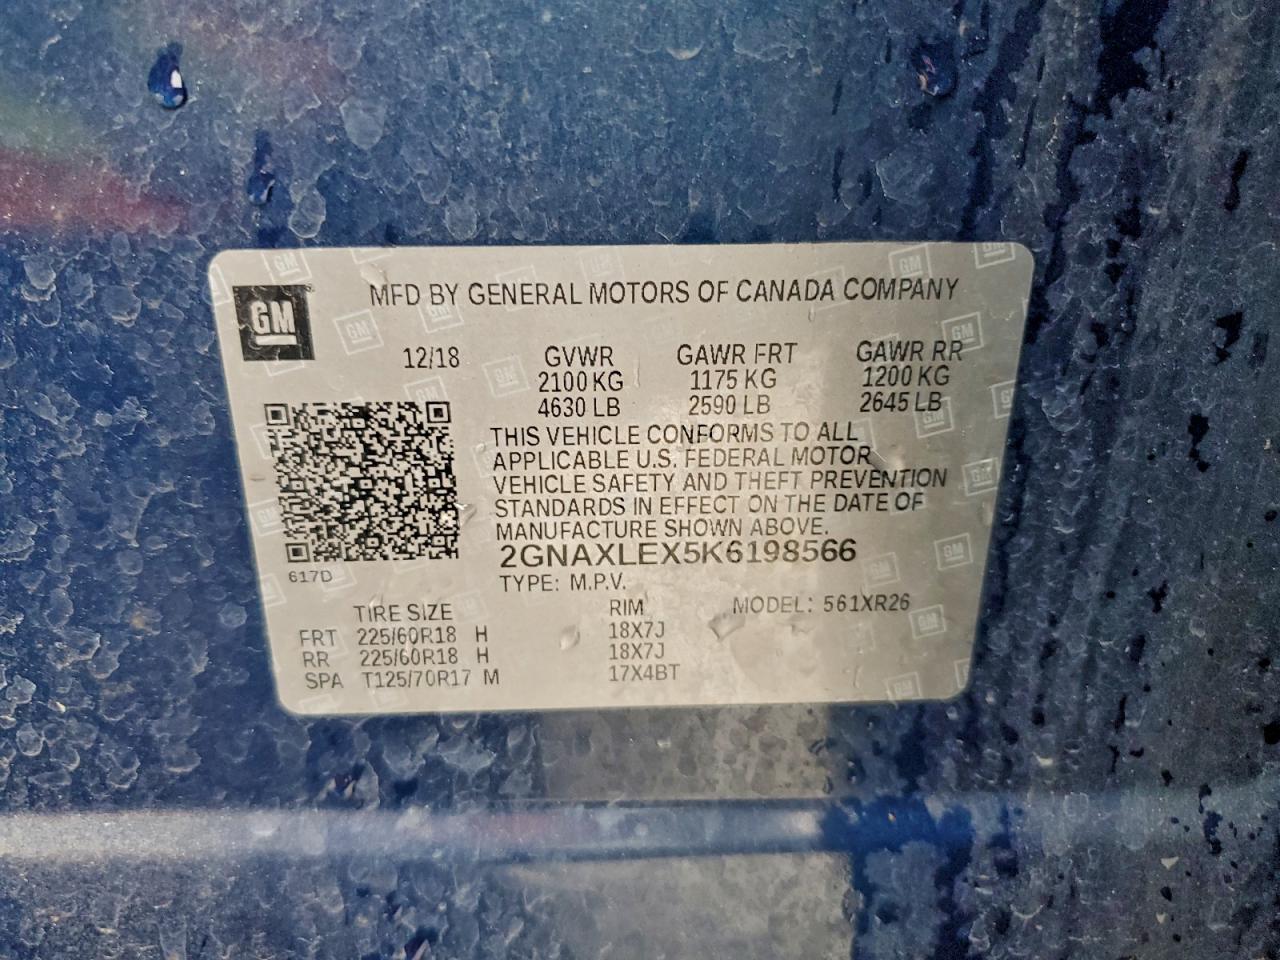 MFD BY GENERAL MOTORS OF CANADA COMPANY
GM
12/18 GVWR GAWR FRT GAWR RR
2100 KG 1175 KG 1200 KG
4630 LB 2590 LB 2645 LB
THIS VEHICLE CONFORMS TO ALL
APPLICABLE U.S. FEDERAL MOTOR
VEHICLE SAFETY AND THEFT PREVENTION
STANDARDS IN EFFECT ON THE DATE OF
MANUFACTURE SHOWN ABOVE.
2GNAXLEX5K6198566
617D
TYPE: M.P.V.
TIRE SIZE RIM MODEL: 561XR26
FRT 225/60R18 H 18X7J
RR 225/60R18 H 18X7J
SPA T125/70R17 M 17X4BT